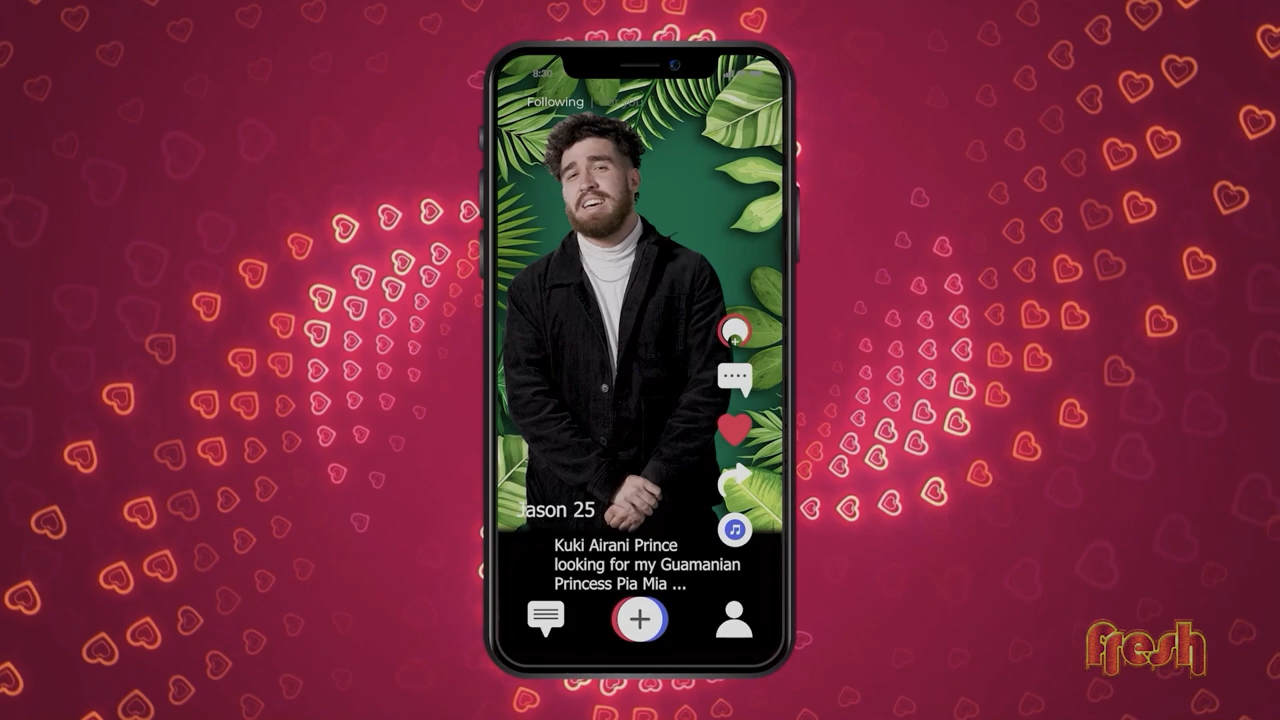 8:30
Following |
Jason 25
Kuki Airani Prince
looking for my Guamanian
Princess Pia Mia ...
fresh